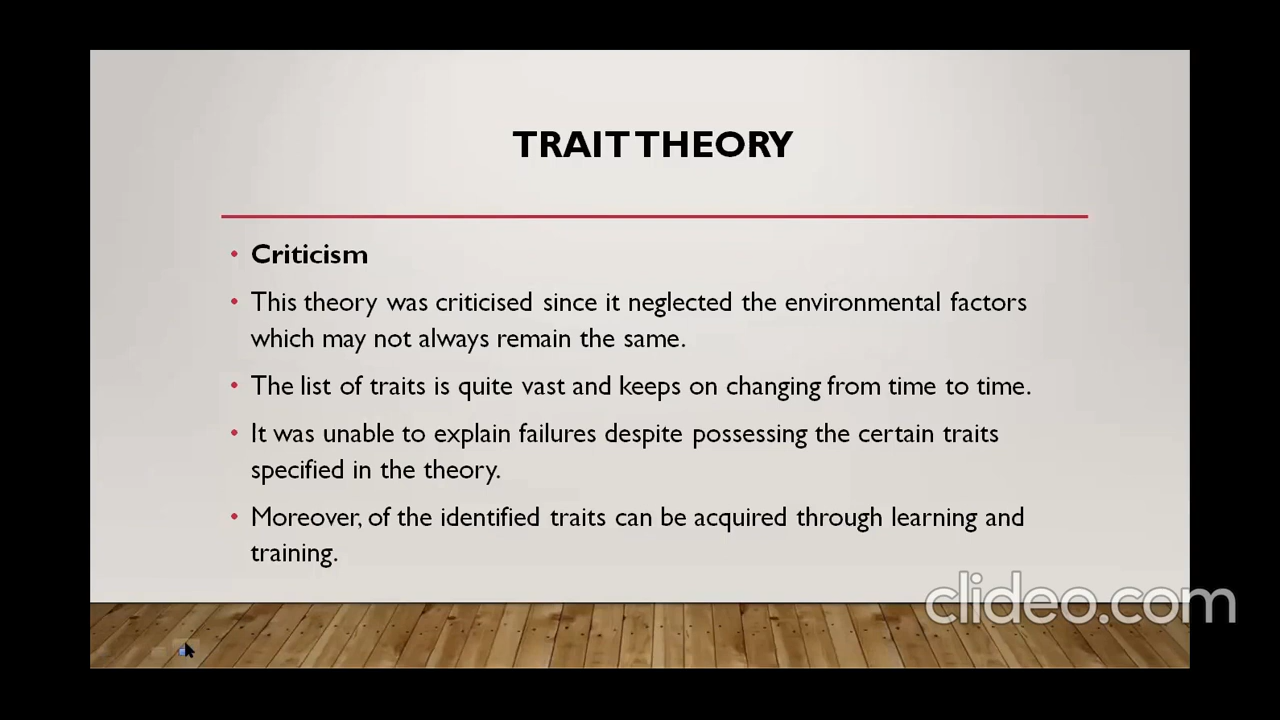 TRAIT THEORY
• Criticism
• This theory was criticised since it neglected the environmental factors
which may not always remain the same.
• The list of traits is quite vast and keeps on changing from time to time.
• It was unable to explain failures despite possessing the certain traits
specified in the theory.
• Moreover, of the identified traits can be acquired through learning and
training.
clideo.com